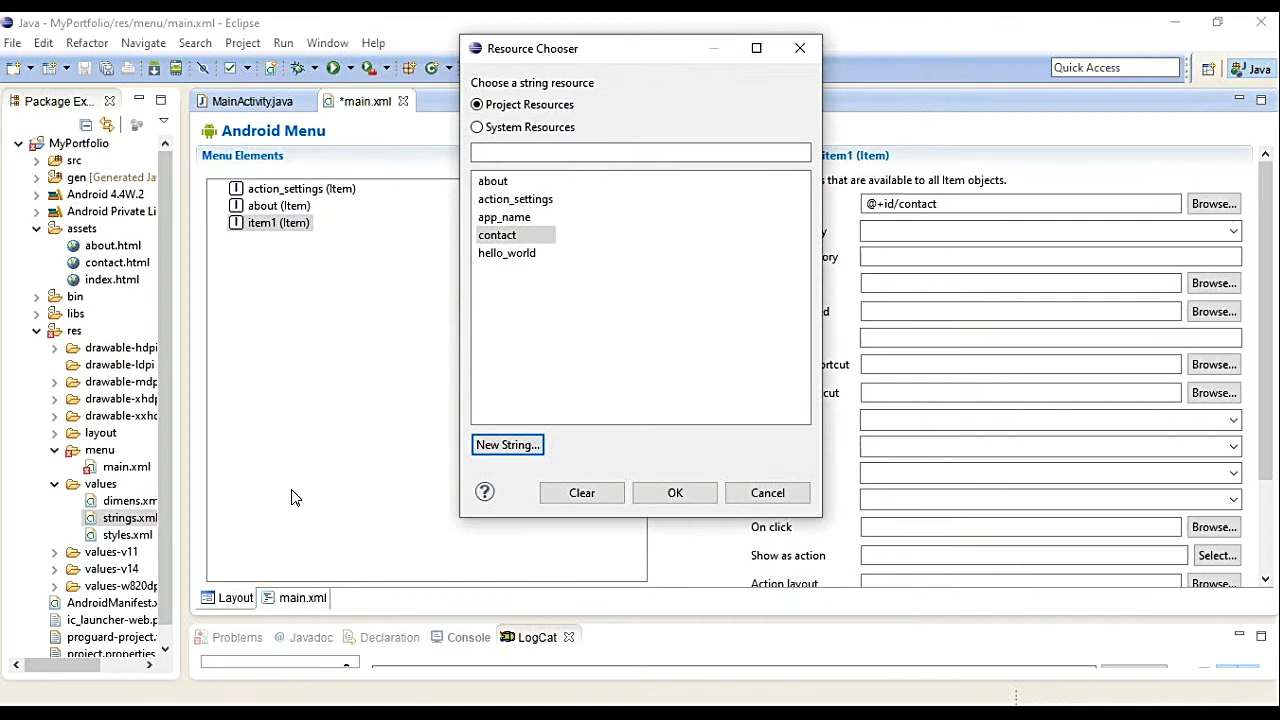 Java - MyPortfolio/res/menu/main.xml - Eclipse
File Edit Refactor Navigate Search Project Run Window Help
Quick Access
Java
Package Ex...
MyPortfolio
src
gen [Generated Ja
Android 4.4W.2
Android Private Li
assets
about.html
contact.html
index.html
bin
libs
res
drawable-hdpi
drawable-ldpi
drawable-mdp
drawable-xhdp
drawable-xxhd
layout
menu
main.xml
values
dimens.xm
strings.xml
styles.xml
values-v11
values-v14
values-w820dp
AndroidManifest.x
ic_launcher-web.p
proguard-project.t
project.properties
MainActivity.java
*main.xml
Android Menu
Menu Elements
action_settings (Item)
about (Item)
item1 (Item)
Resource Chooser
Choose a string resource
Project Resources
System Resources
about
action_settings
app_name
contact
hello_world
New String...
Clear
OK
Cancel
item1 (Item)
s that are available to all Item objects.
@+id/contact Browse...
y
ory
Browse...
d Browse...
ortcut Browse...
cut Browse...
On click Browse...
Show as action Select...
Action layout Browse...
Layout main.xml
Problems Javadoc Declaration Console LogCat